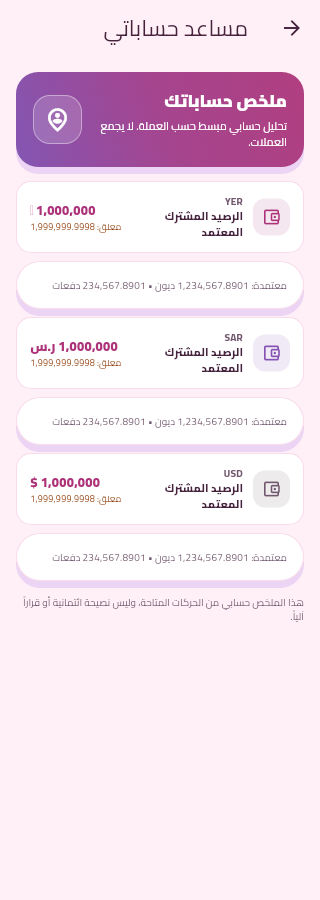 مساعد حساباتي
ملخص حساباتك
تحليل حسابي مبسط حسب العملة. لا يجمع
العملات.
YER
الرصيد المشترك
المعتمد
1,000,000
معلق: 1,999,999.9998
معتمدة: 1,234,567.8901 ديون • 234,567.8901 دفعات
SAR
الرصيد المشترك
المعتمد
1,000,000 ر.س
معلق: 1,999,999.9998
معتمدة: 1,234,567.8901 ديون • 234,567.8901 دفعات
USD
الرصيد المشترك
المعتمد
1,000,000 $
معلق: 1,999,999.9998
معتمدة: 1,234,567.8901 ديون • 234,567.8901 دفعات
هذا الملخص حسابي من الحركات المتاحة، وليس نصيحة ائتمانية أو قراراً
آلياً.